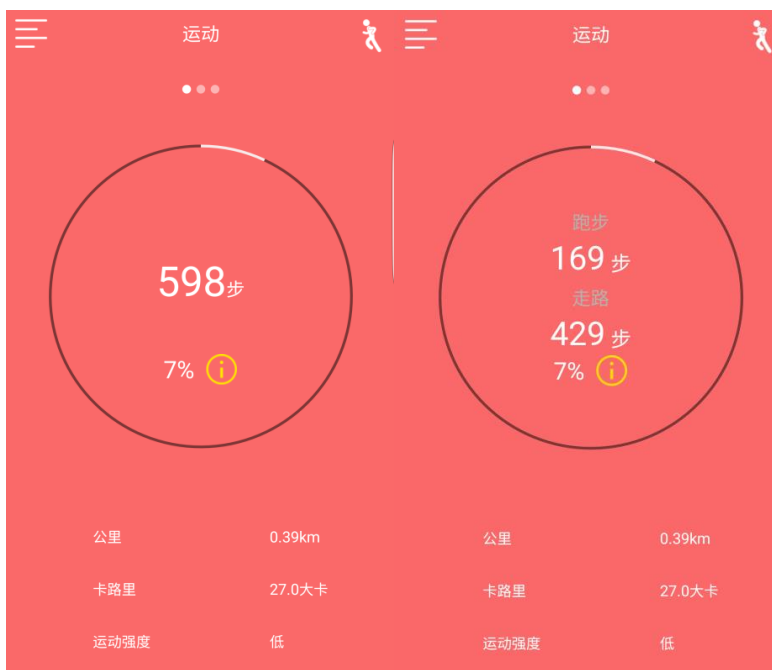 运动
598步
7%
公里 0.39km
卡路里 27.0大卡
运动强度 低
运动
跑步
169 步
走路
429 步
7%
公里 0.39km
卡路里 27.0大卡
运动强度 低